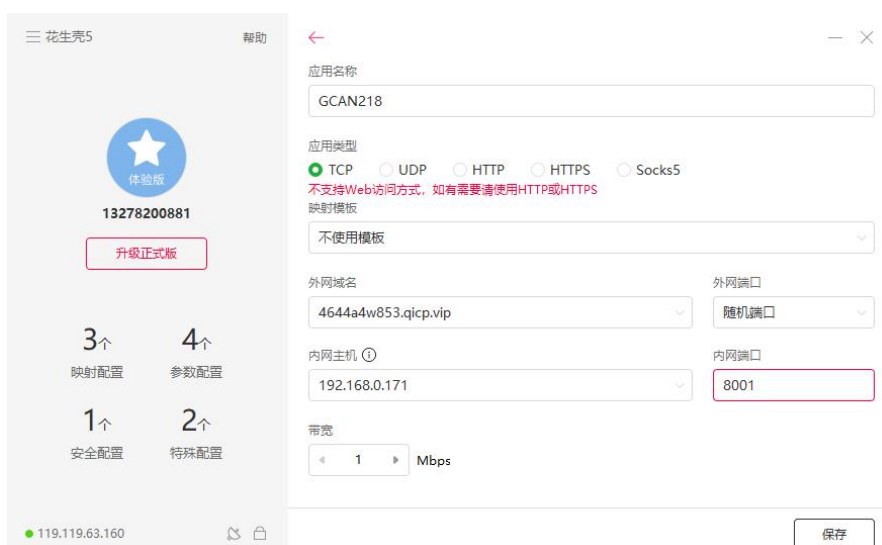 花生壳5
帮助
体验版
13278200881
升级正式版
3个
4个
映射配置
参数配置
1个
2个
安全配置
特殊配置
119.119.63.160
应用名称
GCAN218
应用类型
TCP UDP HTTP HTTPS Socks5
不支持Web访问方式，如有需要请使用HTTP或HTTPS
映射模板
不使用模板
外网域名
外网端口
4644a4w853.qicp.vip
随机端口
内网主机
内网端口
192.168.0.171
8001
带宽
1 Mbps
保存